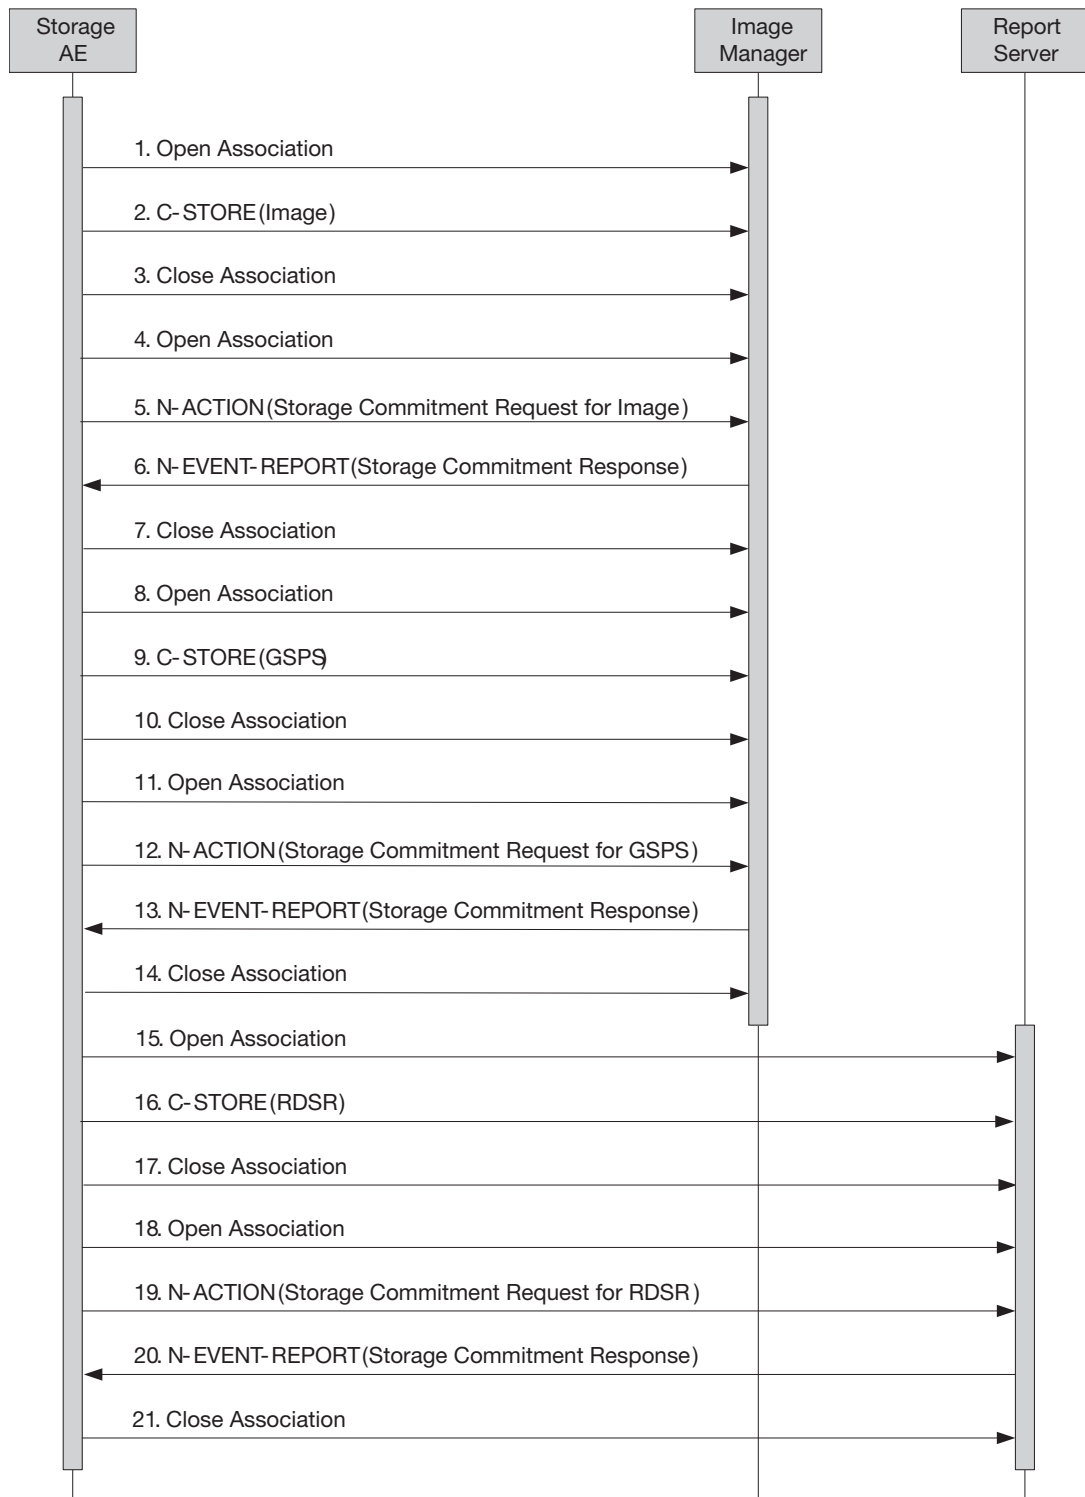 Storage
AE
Image
Manager
Report
Server
1. Open Association
2. C-STORE(Image)
3. Close Association
4. Open Association
5. N-ACTION(Storage Commitment Request for Image)
6. N-EVENT-REPORT(Storage Commitment Response)
7. Close Association
8. Open Association
9. C-STORE(GSPS)
10. Close Association
11. Open Association
12. N-ACTION(Storage Commitment Request for GSPS)
13. N-EVENT-REPORT(Storage Commitment Response)
14. Close Association
15. Open Association
16. C-STORE(RDSR)
17. Close Association
18. Open Association
19. N-ACTION(Storage Commitment Request for RDSR)
20. N-EVENT-REPORT(Storage Commitment Response)
21. Close Association